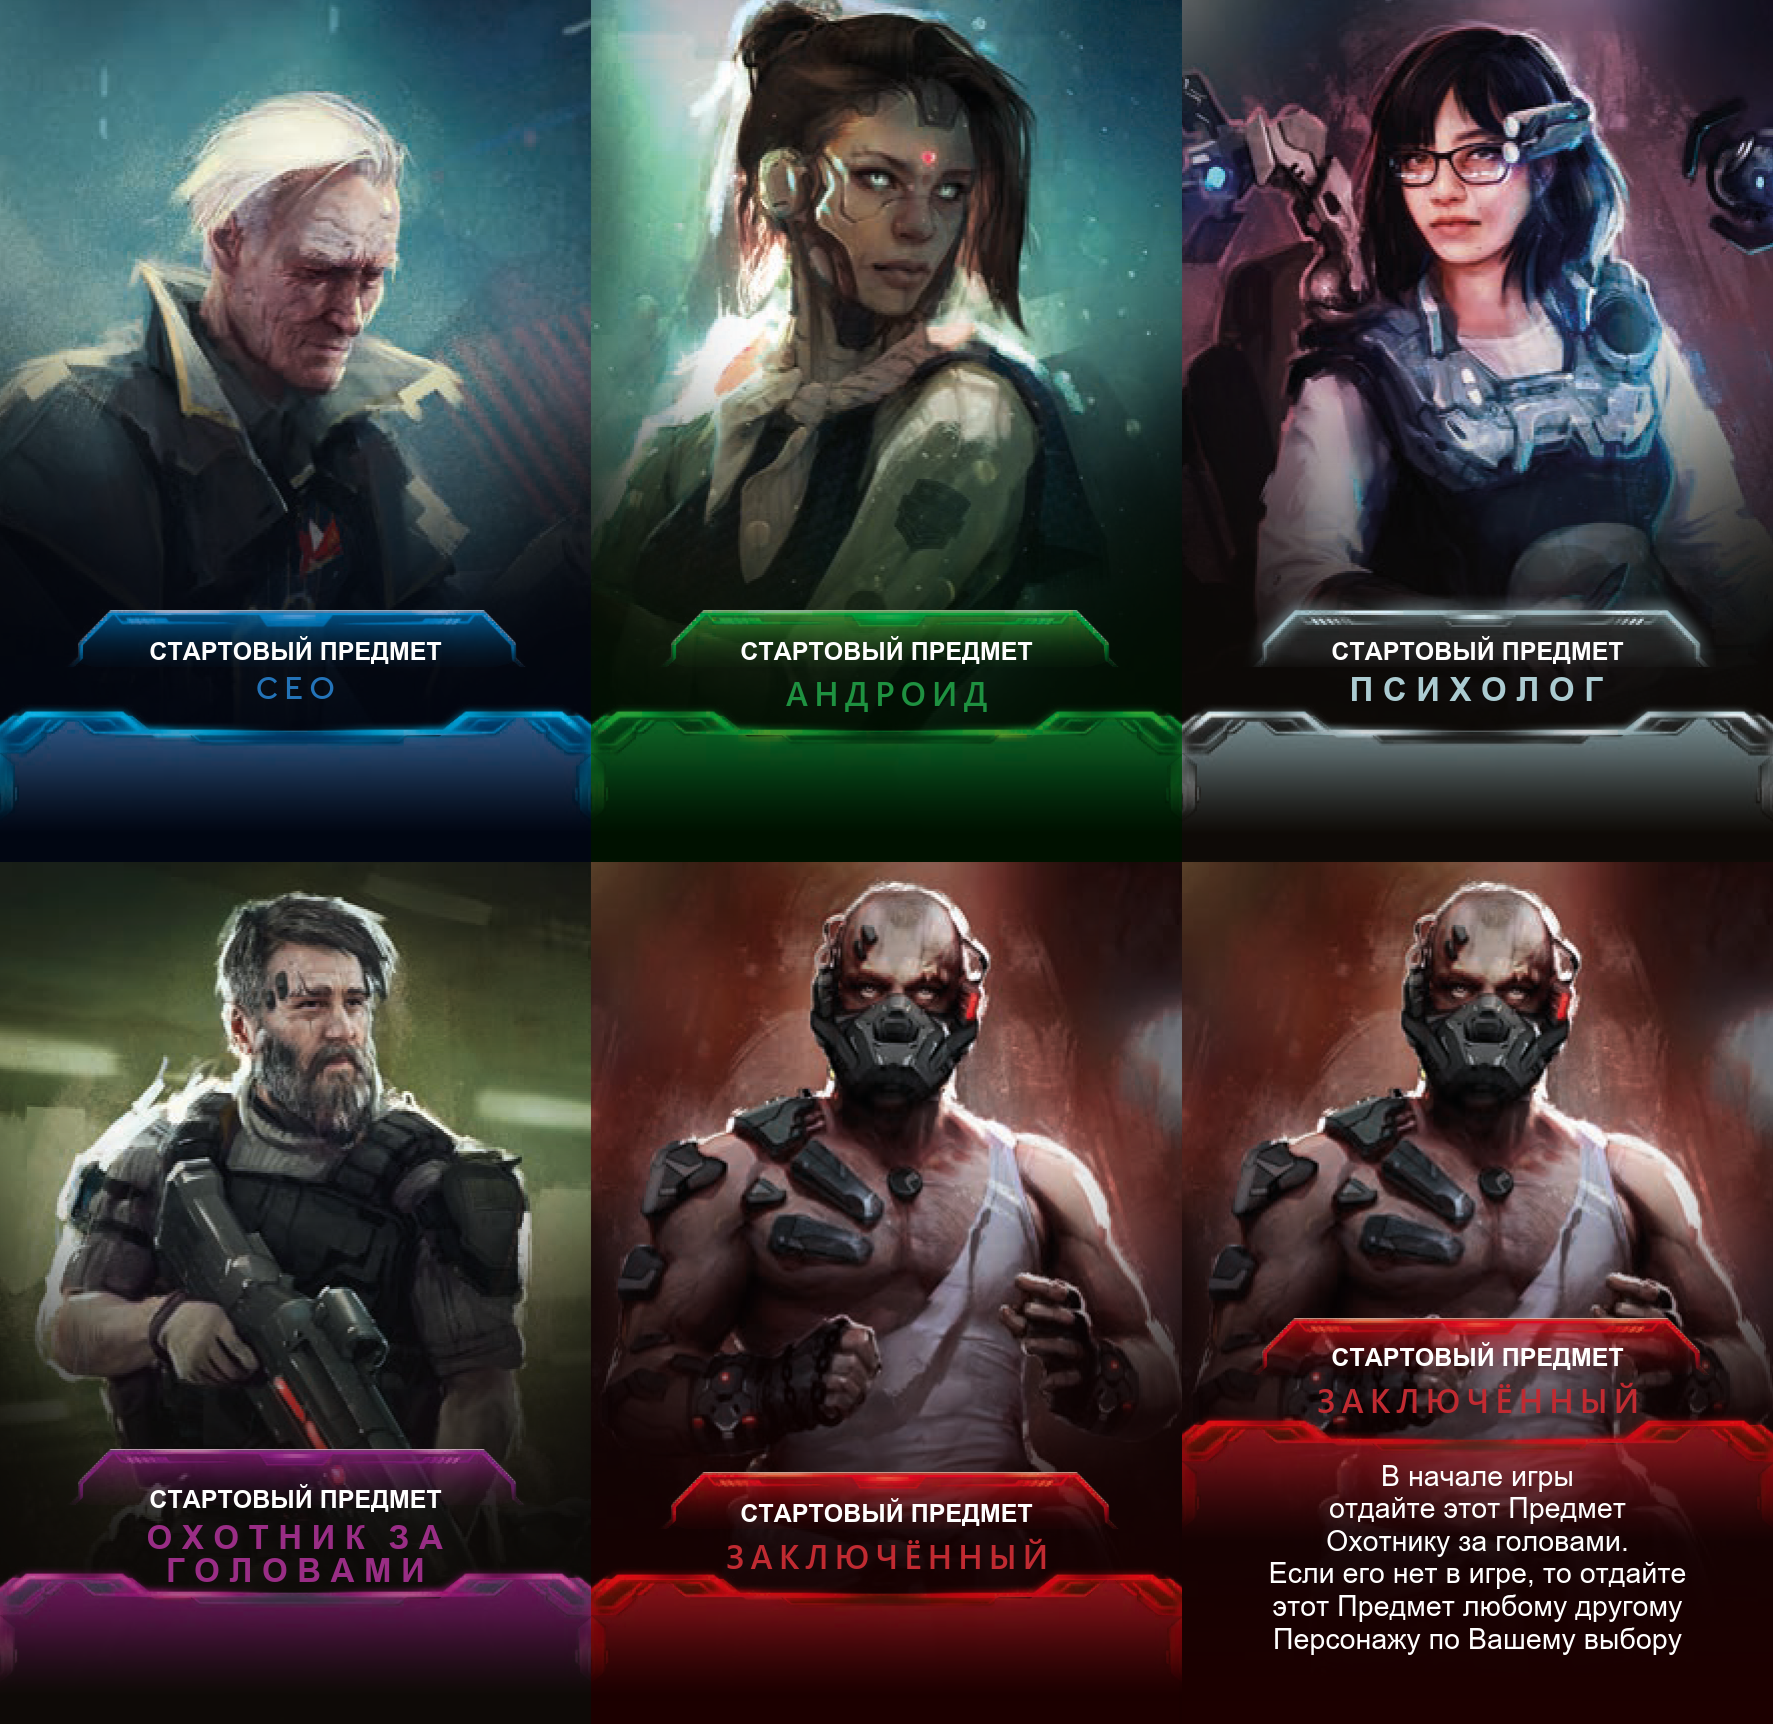 СТАРТОВЫЙ ПРЕДМЕТ
CEO
СТАРТОВЫЙ ПРЕДМЕТ
АНДРОИД
СТАРТОВЫЙ ПРЕДМЕТ
ПСИХОЛОГ
СТАРТОВЫЙ ПРЕДМЕТ
ОХОТНИК ЗА
ГОЛОВАМИ
СТАРТОВЫЙ ПРЕДМЕТ
ЗАКЛЮЧЁННЫЙ
СТАРТОВЫЙ ПРЕДМЕТ
ЗАКЛЮЧЁННЫЙ
В начале игры
отдайте этот Предмет
Охотнику за головами.
Если его нет в игре, то отдайте
этот Предмет любому другому
Персонажу по Вашему выбору